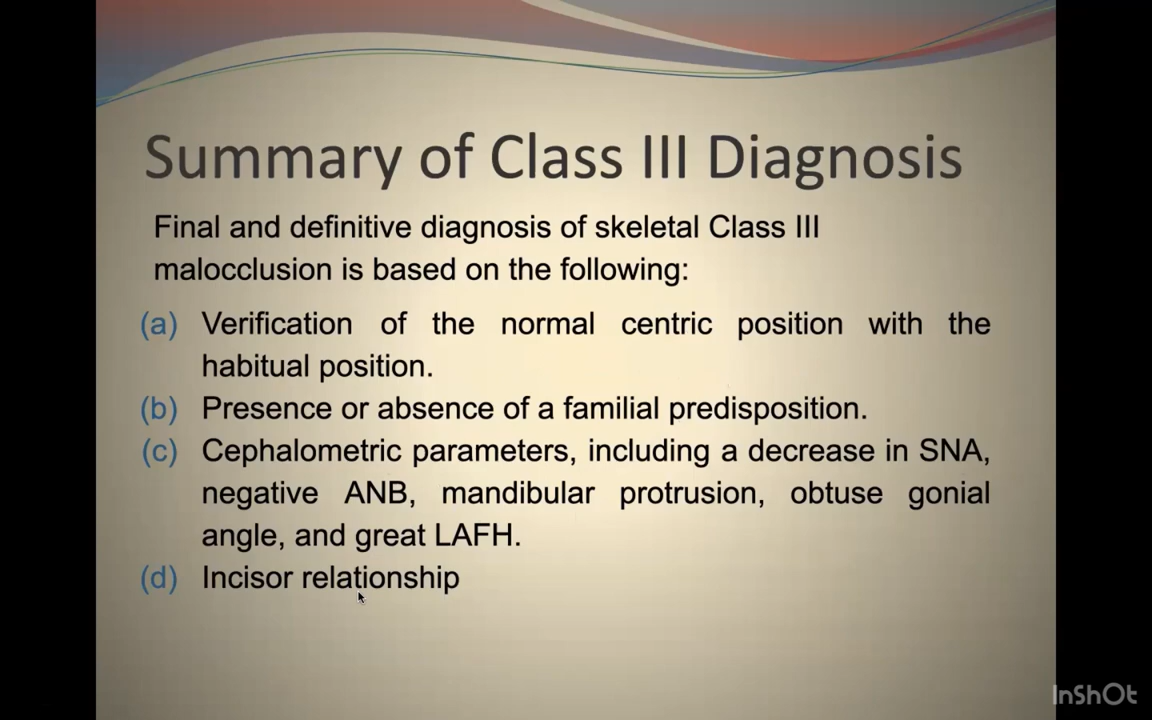 Summary of Class III Diagnosis
Final and definitive diagnosis of skeletal Class III
malocclusion is based on the following:
(a) Verification of the normal centric position with the
habitual position.
(b) Presence or absence of a familial predisposition.
(c) Cephalometric parameters, including a decrease in SNA,
negative ANB, mandibular protrusion, obtuse gonial
angle, and great LAFH.
(d) Incisor relationship
InShOt